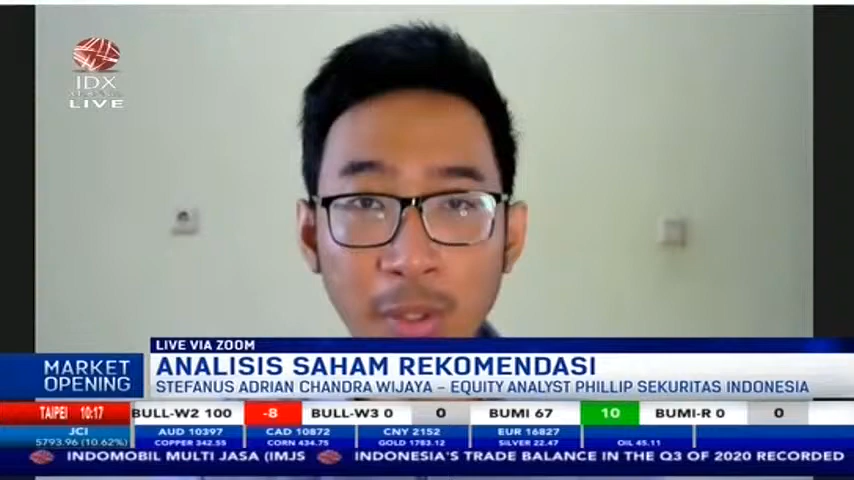 IDX
LIVE
LIVE VIA ZOOM
MARKET OPENING
ANALISIS SAHAM REKOMENDASI
STEFANUS ADRIAN CHANDRA WIJAYA – EQUITY ANALYST PHILLIP SEKURITAS INDONESIA
TAIPEI 10:17 BULL-W2 100 -8 BULL-W3 0 0 BUMI 67 10 BUMI-R 0 0
JCI AUD 10397 CAD 10872 CNY 2152 EUR 16827
5793.96 (10.62%) COPPER 342.55 CORN 434.75 GOLD 1783.12 SILVER 22.47 OIL 45.11
INDOMOBIL MULTI JASA (IMJS INDONESIA'S TRADE BALANCE IN THE Q3 OF 2020 RECORDED